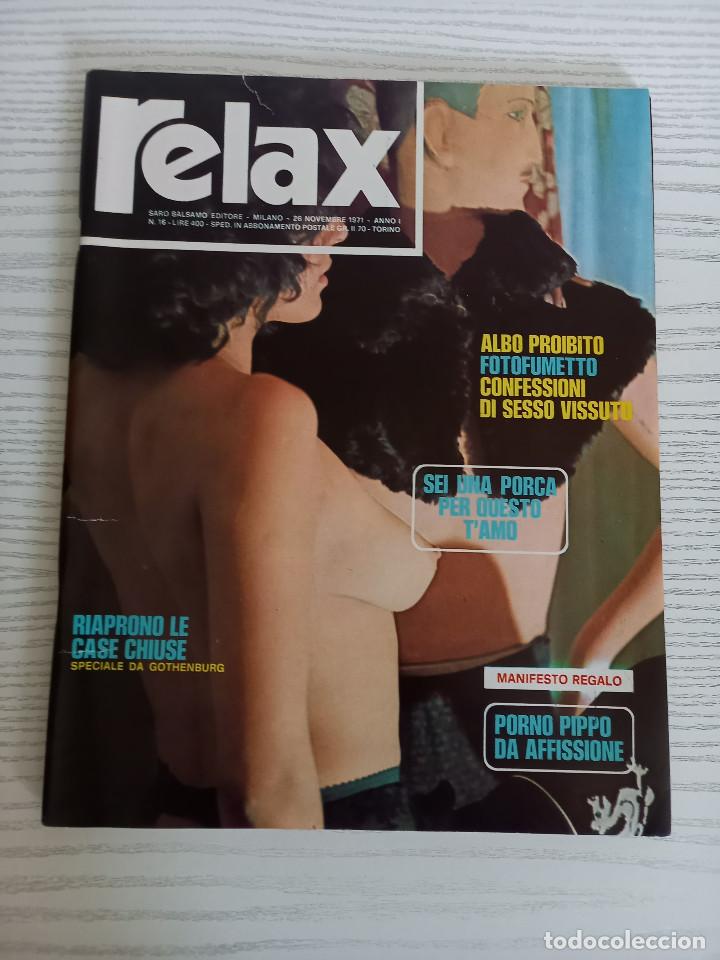 relax
SARO BALSAMO EDITORE - MILANO - 26 NOVEMBRE 1971 - ANNO I
N. 16 - LIRE 400 - SPED. IN ABBONAMENTO POSTALE GR. II 70 - TORINO
ALBO PROIBITO
FOTOFUMETTO
CONFESSIONI
DI SESSO VISSUTO
SEI UNA PORCA
PER QUESTO
T'AMO
RIAPRONO LE
CASE CHIUSE
SPECIALE DA GOTHENBURG
MANIFESTO REGALO
PORNO PIPPO
DA AFFISSIONE
todocoleccion.net